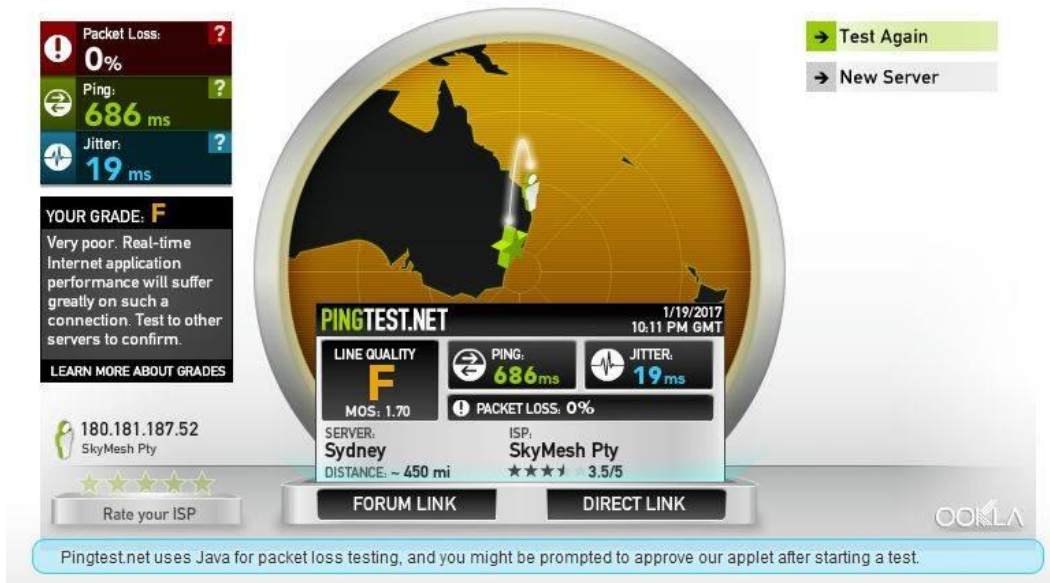 Packet Loss: ?
0%
Ping: ?
686 ms
Jitter: ?
19 ms
YOUR GRADE: F
Very poor. Real-time
Internet application
performance will suffer
greatly on such a
connection. Test to other
servers to confirm.
LEARN MORE ABOUT GRADES
180.181.187.52
SkyMesh Pty
Rate your ISP
Test Again
New Server
PINGTEST.NET
1/19/2017
10:11 PM GMT
LINE QUALITY
F
MOS: 1.70
PING:
686ms
JITTER:
19ms
PACKET LOSS: 0%
SERVER:
Sydney
DISTANCE: ~ 450 mi
ISP:
SkyMesh Pty
3.5/5
FORUM LINK
DIRECT LINK
OOKLA
Pingtest.net uses Java for packet loss testing, and you might be prompted to approve our applet after starting a test.